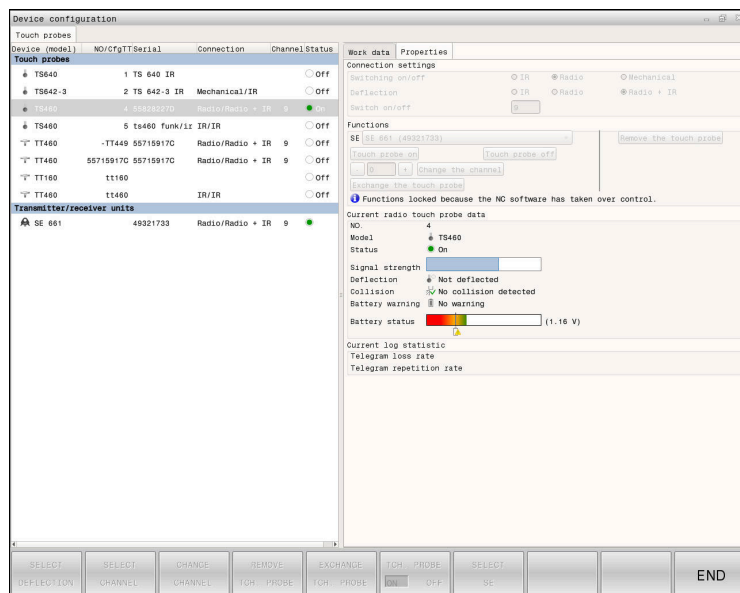 Device configuration
Touch probes
Device (model) NO/CfgTT Serial Connection Channel Status
Touch probes
TS640 1 TS 640 IR Off
TS642-3 2 TS 642-3 IR Mechanical/IR Off
TS460 4 55828227D Radio/Radio + IR 9 On
TS460 5 ts460 funk/ir IR/IR Off
TT460 -TT449 55715917C Radio/Radio + IR 9 Off
TT460 55715917C 55715917C Radio/Radio + IR 9 Off
TT160 tt160 Off
TT460 tt460 IR/IR Off
Transmitter/receiver units
SE 661 49321733 Radio/Radio + IR 9
Work data Properties
Connection settings
Switching on/off IR Radio Mechanical
Deflection IR Radio Radio + IR
Switch on/off 0
Functions
SE SE 661 (49321733) Remove the touch probe
Touch probe on Touch probe off
- 0 + Change the channel
Exchange the touch probe
Functions locked because the NC software has taken over control.
Current radio touch probe data
NO. 4
Model TS460
Status On
Signal strength
Deflection Not deflected
Collision No collision detected
Battery warning No warning
Battery status (1.16 V)
Current log statistic
Telegram loss rate
Telegram repetition rate
SELECT DEFLECTION
SELECT CHANNEL
CHANGE CHANNEL
REMOVE TCH. PROBE
EXCHANGE TCH. PROBE
TCH. PROBE ON OFF
SELECT SE
END